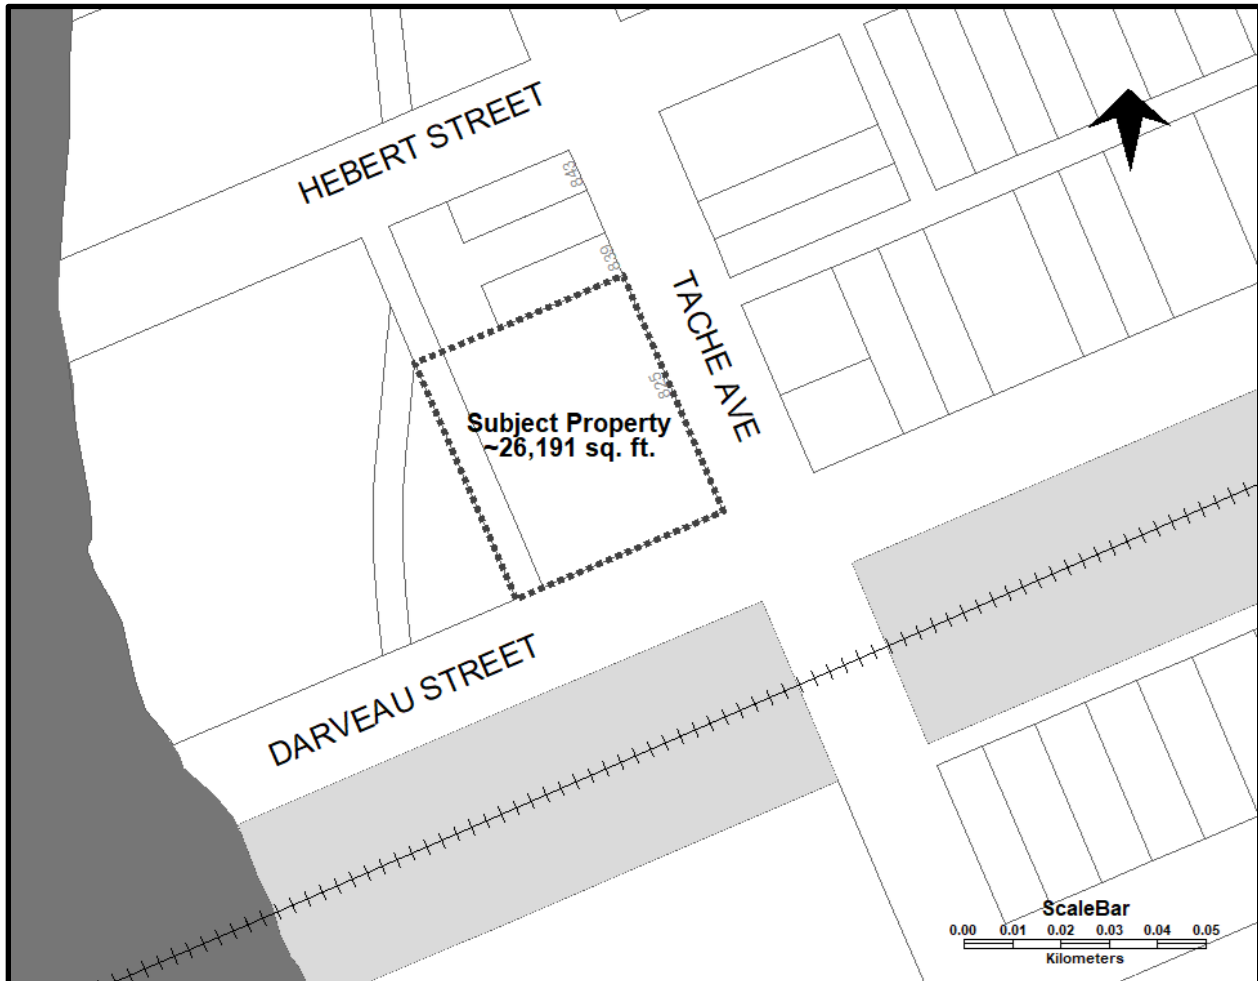 HEBERT STREET
843
839
TACHE AVE
825
Subject Property
~26,191 sq. ft.
DARVEAU STREET
ScaleBar
0.00 0.01 0.02 0.03 0.04 0.05
Kilometers